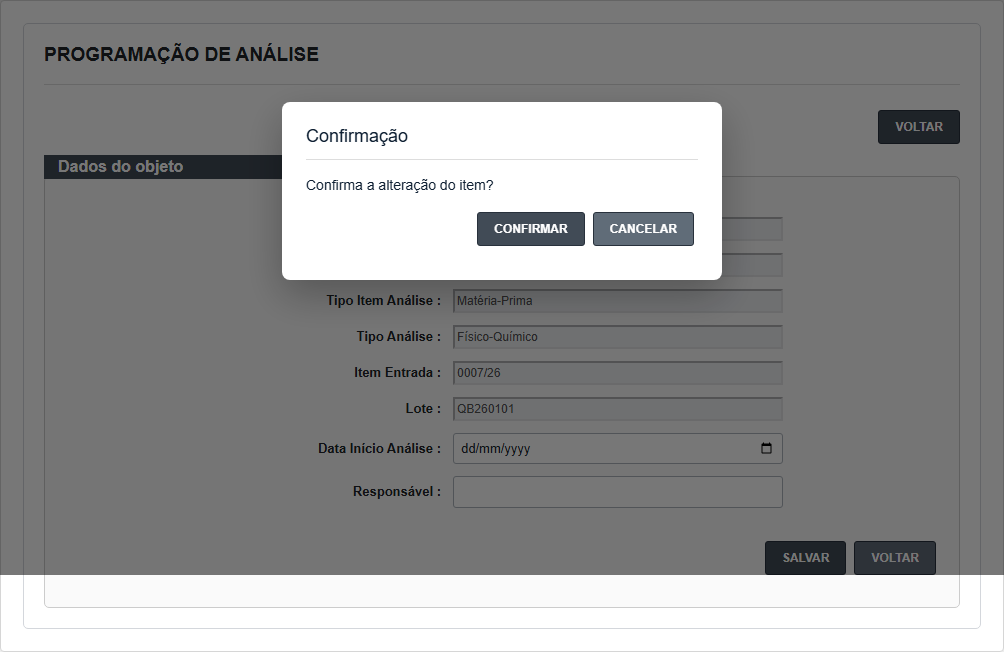 PROGRAMAÇÃO DE ANÁLISE
VOLTAR
Confirmação
Confirma a alteração do item?
CONFIRMAR CANCELAR
Dados do objeto
Tipo Item Análise : Matéria-Prima
Tipo Análise : Físico-Químico
Item Entrada : 0007/26
Lote : QB260101
Data Início Análise : dd/mm/yyyy
Responsável :
SALVAR VOLTAR